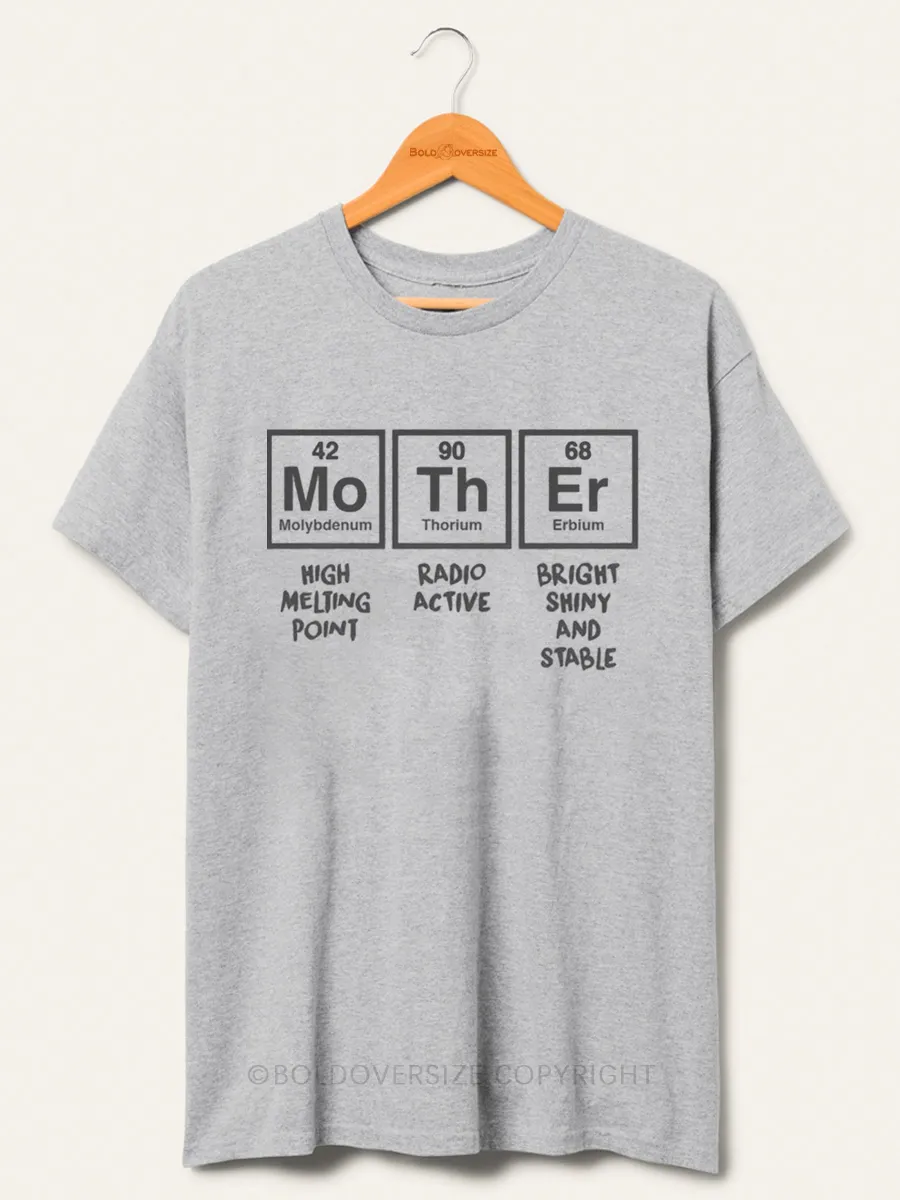 BOLD OVERSIZE
42 90 68
Mo Th Er
Molybdenum Thorium Erbium
HIGH
MELTING
POINT
RADIO
ACTIVE
BRIGHT
SHINY
AND
STABLE
©BOLDOVERSIZE COPYRIGHT